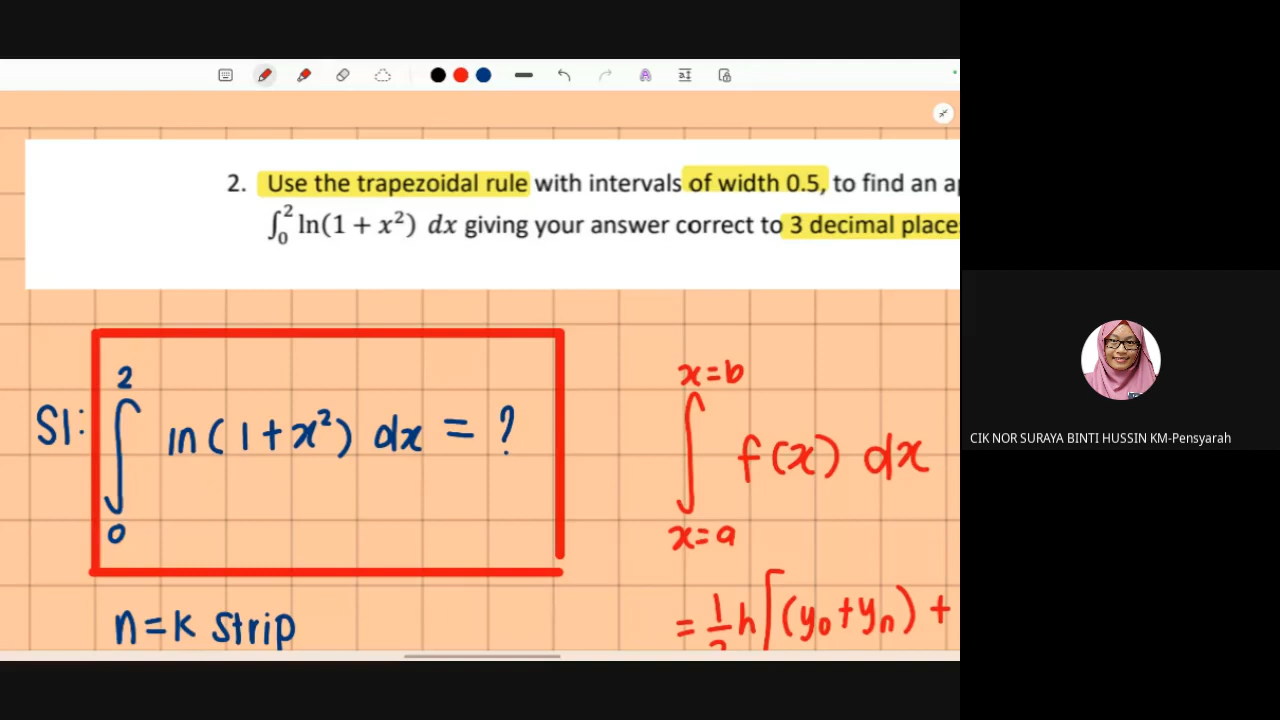 2. Use the trapezoidal rule with intervals of width 0.5, to find an
∫₀² ln(1 + x²) dx giving your answer correct to 3 decimal place
S1: ∫₀² ln(1+x²) dx = ?
n=k strip
x=b
∫ f(x) dx
x=a
= ½h[(y₀+yₙ) +
CIK NOR SURAYA BINTI HUSSIN KM-Pensyarah